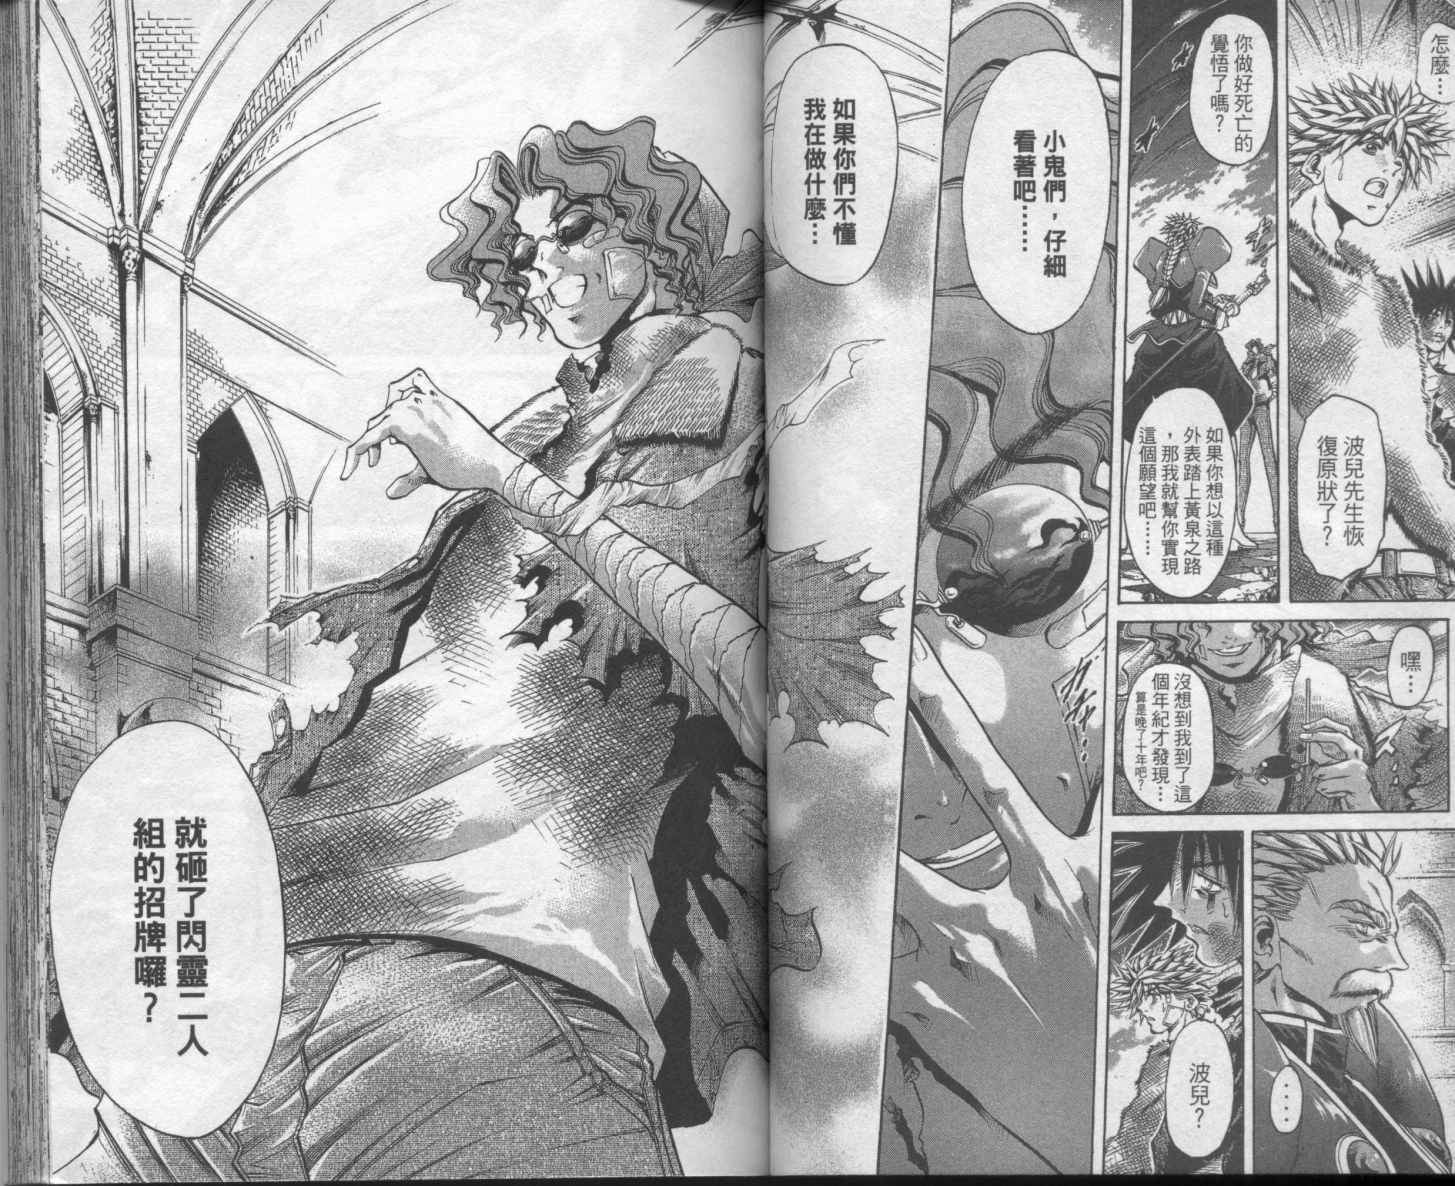 怎麼…
波兒先生恢
復原狀了？
你做好死亡的
覺悟了嗎？
如果你想以這種
外表踏上黃泉之路
，那我就幫你實現
這個願望吧……
嘿…
沒想到我到了這
個年紀才發現…
算是晚了十年吧？
……
波兒？
小鬼們，仔細
看著吧……
如果你們不懂
我在做什麼…
就砸了閃靈二人
組的招牌囉？